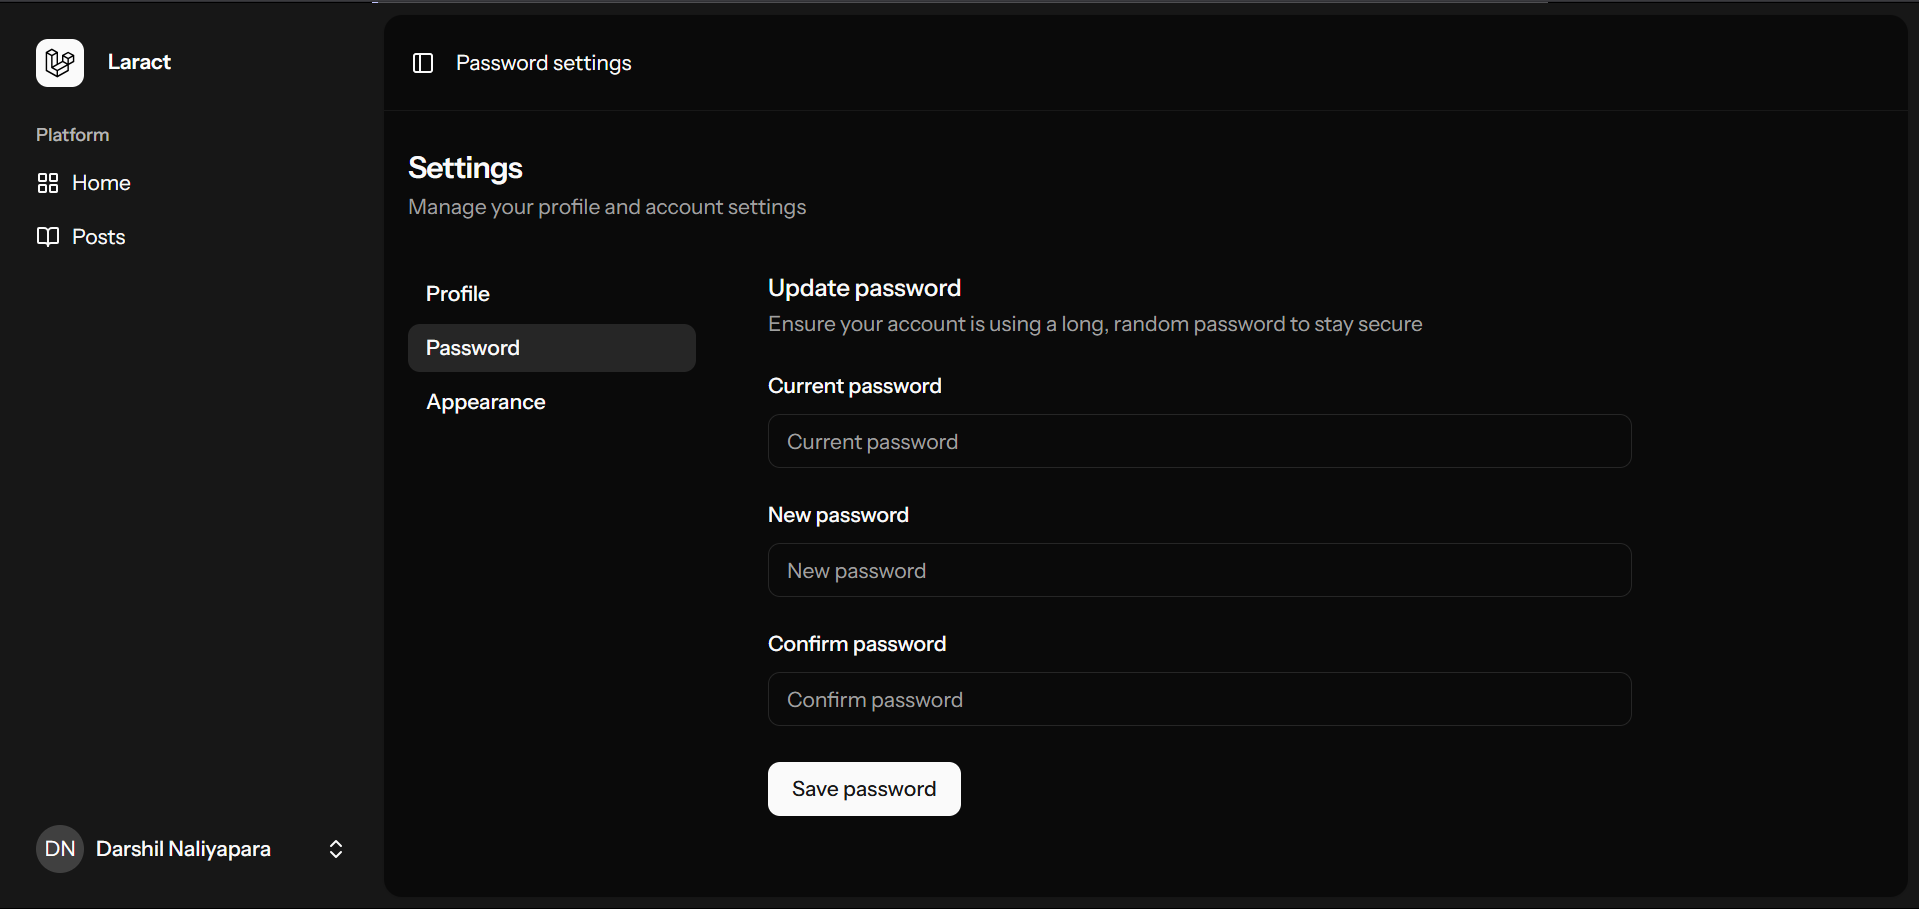 Laract
Platform
Home
Posts
Darshil Naliyapara
DN
Password settings
Settings
Manage your profile and account settings
Profile
Password
Appearance
Update password
Ensure your account is using a long, random password to stay secure
Current password
Current password
New password
New password
Confirm password
Confirm password
Save password